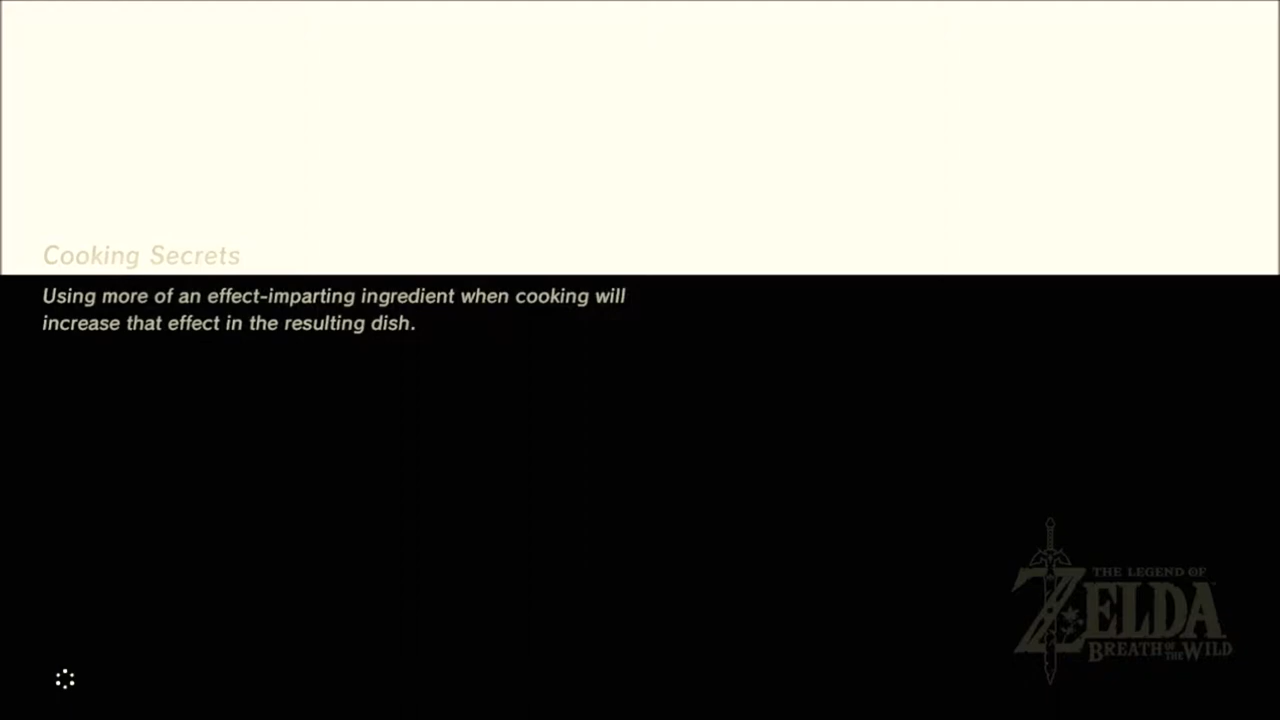 Cooking Secrets
Using more of an effect-imparting ingredient when cooking will
increase that effect in the resulting dish.
THE LEGEND OF
ZELDA
BREATH OF THE WILD